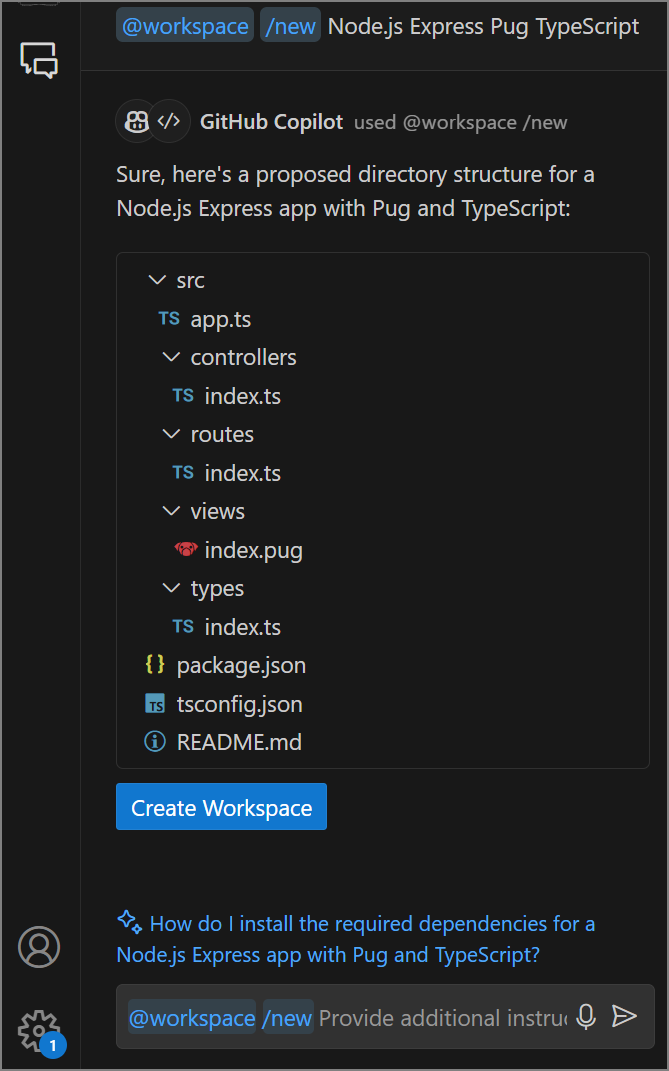 @workspace /new Node.js Express Pug TypeScript
GitHub Copilot used @workspace /new
Sure, here's a proposed directory structure for a
Node.js Express app with Pug and TypeScript:
src
TS app.ts
controllers
TS index.ts
routes
TS index.ts
views
index.pug
types
TS index.ts
{} package.json
TS tsconfig.json
README.md
Create Workspace
How do I install the required dependencies for a
Node.js Express app with Pug and TypeScript?
@workspace /new Provide additional instruc
1